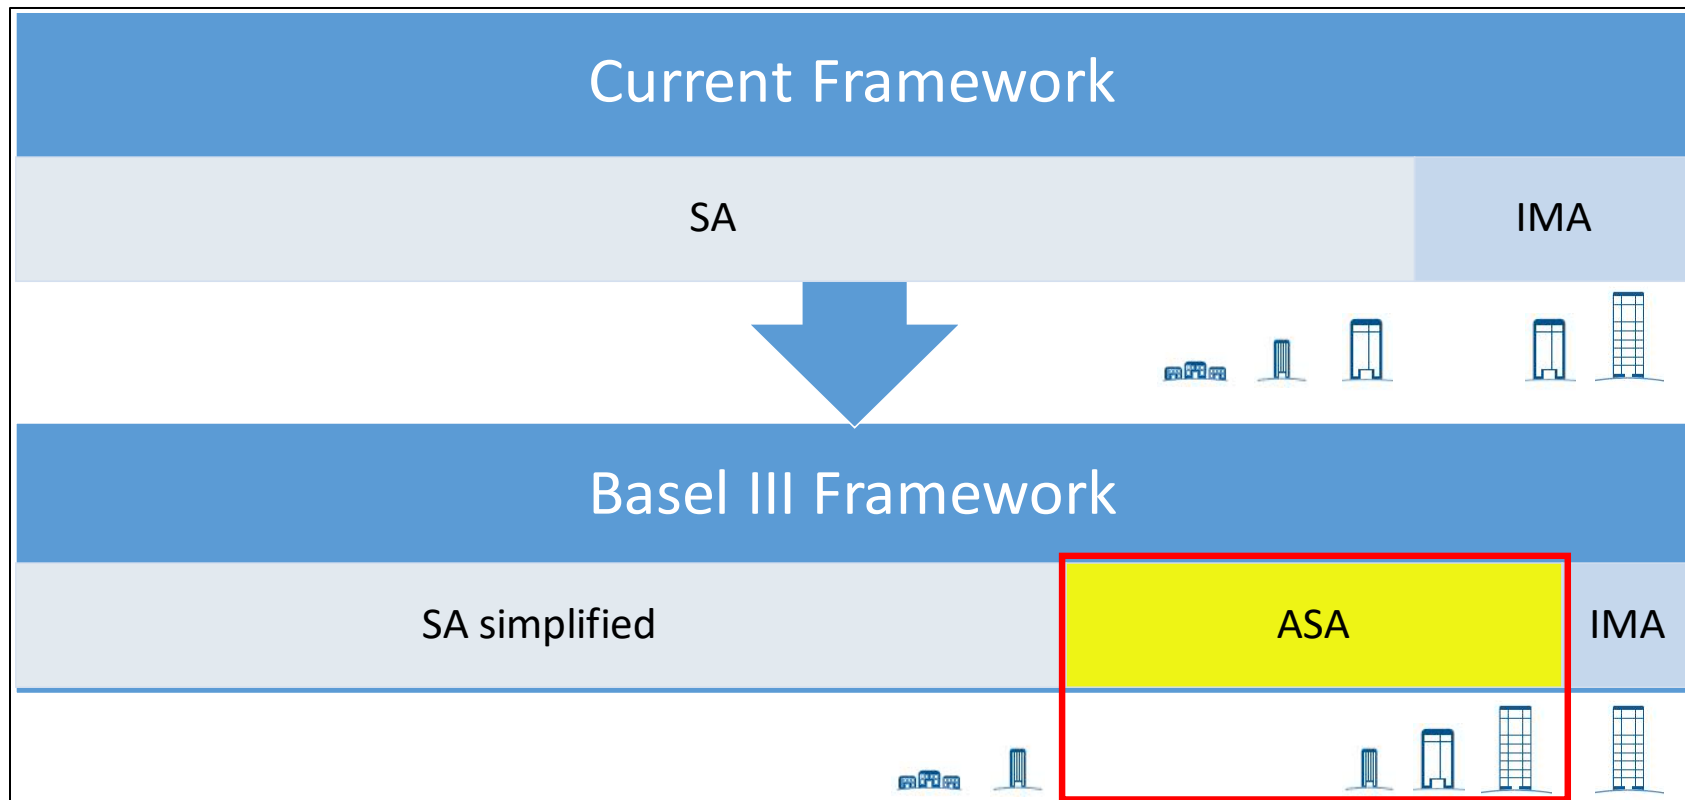 Current Framework
SA IMA
Basel III Framework
SA simplified ASA IMA